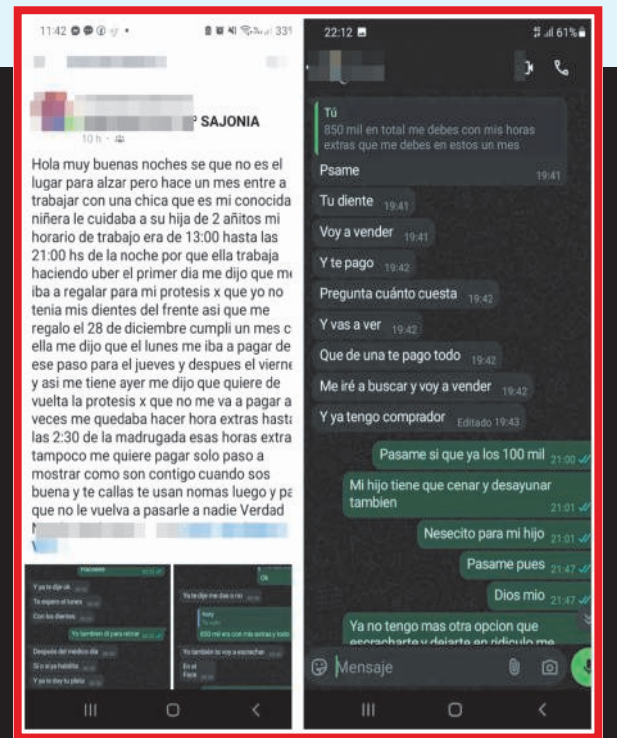 11:42
33
SAJONIA
10 h
Hola muy buenas noches se que no es el
lugar para alzar pero hace un mes entre a
trabajar con una chica que es mi conocida
niñera le cuidaba a su hija de 2 añitos mi
horario de trabajo era de 13:00 hasta las
21:00 hs de la noche por que ella trabaja
haciendo uber el primer dia me dijo que me
iba a regalar para mi protesis x que yo no
tenia mis dientes del frente asi que me
regalo el 28 de diciembre cumpli un mes c
ella me dijo que el lunes me iba a pagar de
ese paso para el jueves y despues el vierne
y asi me tiene ayer me dijo que quiere de
vuelta la protesis x que no me va a pagar a
veces me quedaba hacer hora extras hasta
las 2:30 de la madrugada esas horas extra
tampoco me quiere pagar solo paso a
mostrar como son contigo cuando sos
buena y te callas te usan nomas luego y pa
que no le vuelva a pasarle a nadie Verdad
Y ya te dije ok
Te espero el lunes
Con los dientes
Yo tambien di para retirar
Después del médico día
Si o si ya habilita
Y ya te doy tu plata
Ok
Ya te dije me das o no
650 mil era con mis extras y todo
Yo también te voy a escrachar
En el
Face
22:12
61%
Tú
850 mil en total me debes con mis horas
extras que me debes en estos un mes
Psame 19:41
Tu diente 19:41
Voy a vender 19:41
Y te pago 19:42
Pregunta cuánto cuesta 19:42
Y vas a ver 19:42
Que de una te pago todo 19:42
Me iré a buscar y voy a vender 19:42
Y ya tengo comprador Editado 19:43
Pasame si que ya los 100 mil 21:00
Mi hijo tiene que cenar y desayunar
tambien 21:01
Nesecito para mi hijo 21:01
Pasame pues 21:47
Dios mio 21:47
Ya no tengo mas otra opcion que
escracharte y dejarte en ridiculo me
Mensaje